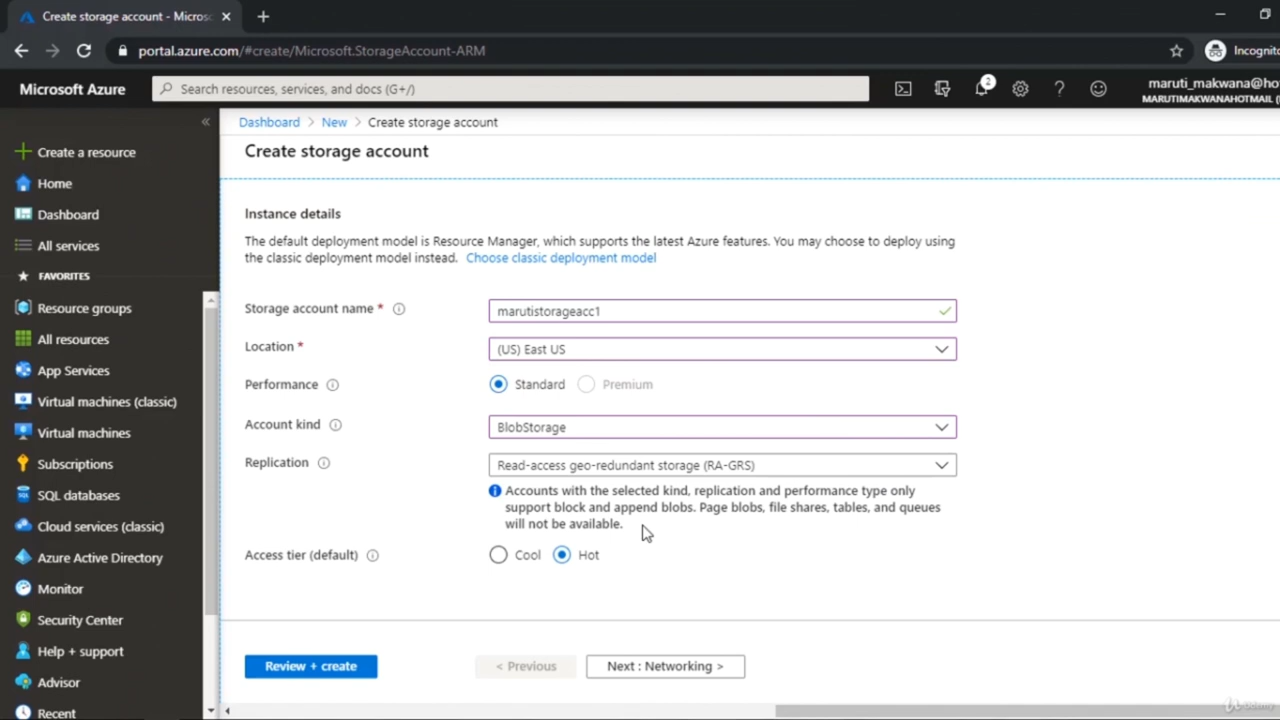 Create storage account - Micros
portal.azure.com/#create/Microsoft.StorageAccount-ARM
Incognito
Microsoft Azure
Search resources, services, and docs (G+/)
2
maruti_makwana@ho
MARUTIMAKWANAHOTMAIL (
Create a resource
Home
Dashboard
All services
FAVORITES
Resource groups
All resources
App Services
Virtual machines (classic)
Virtual machines
Subscriptions
SQL databases
Cloud services (classic)
Azure Active Directory
Monitor
Security Center
Help + support
Advisor
Recent
Dashboard > New > Create storage account
Create storage account
Instance details
The default deployment model is Resource Manager, which supports the latest Azure features. You may choose to deploy using
the classic deployment model instead. Choose classic deployment model
Storage account name * marutistorageacc1
Location * (US) East US
Performance Standard Premium
Account kind BlobStorage
Replication Read-access geo-redundant storage (RA-GRS)
Accounts with the selected kind, replication and performance type only
support block and append blobs. Page blobs, file shares, tables, and queues
will not be available.
Access tier (default) Cool Hot
Review + create < Previous Next : Networking >
Udemy